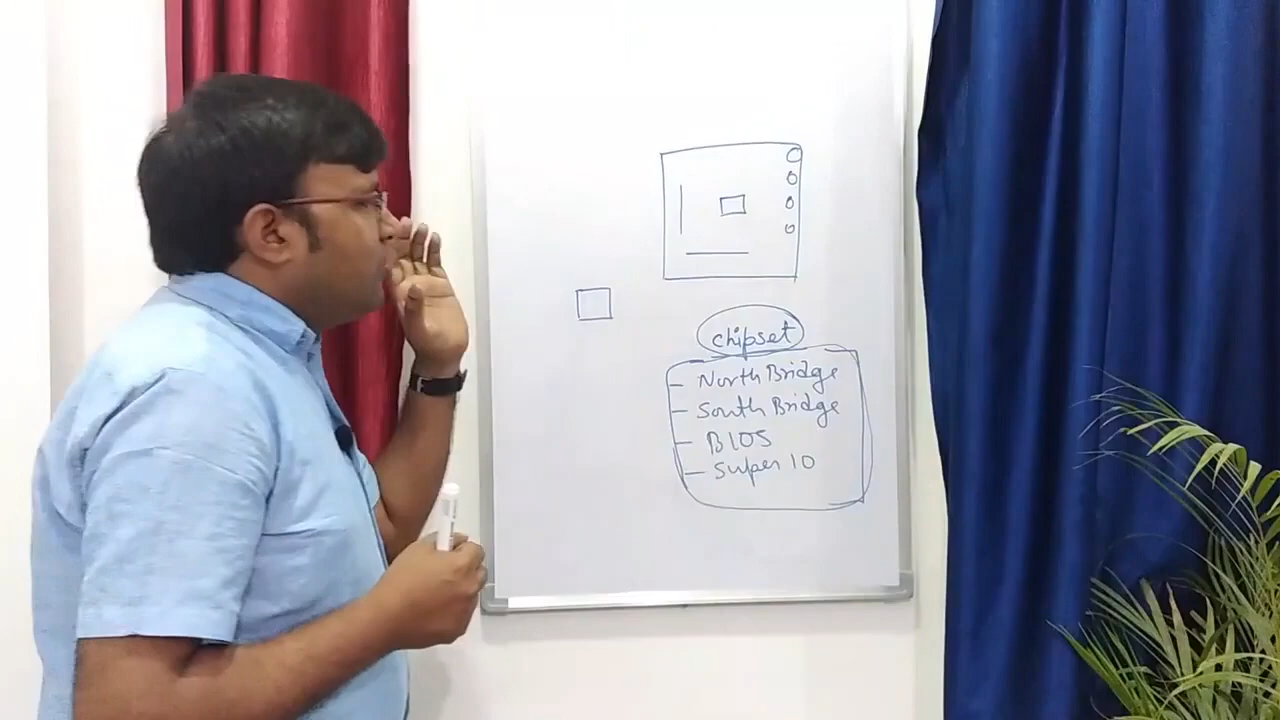 chipset
- North Bridge
- South Bridge
- BIOS
- Super IO